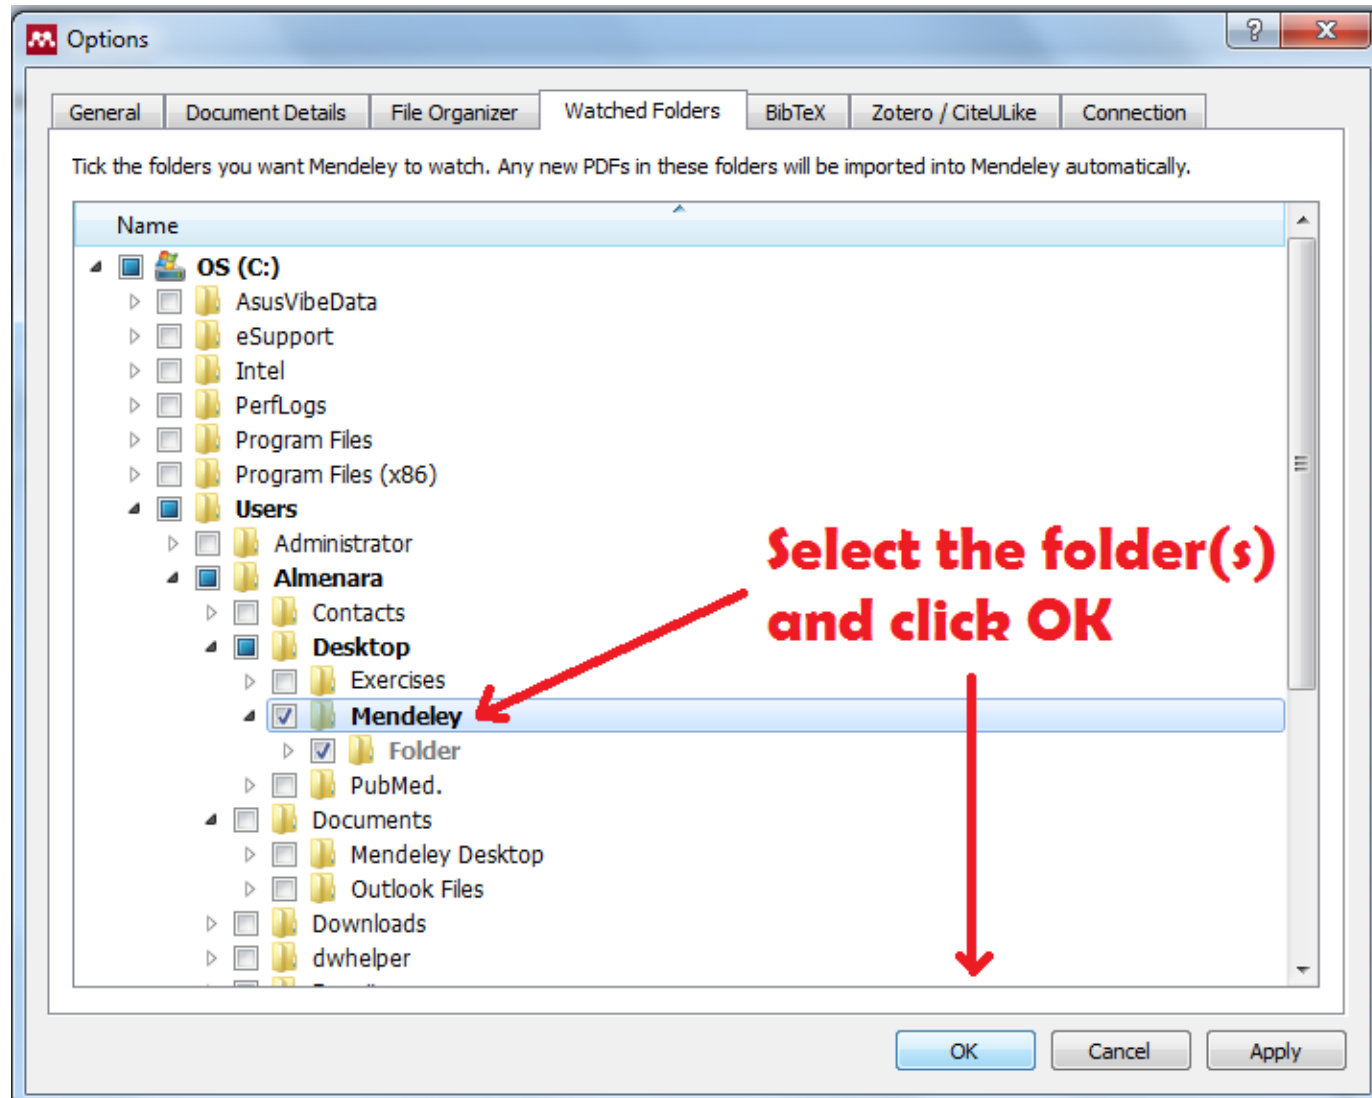 Options
General Document Details File Organizer Watched Folders BibTeX Zotero / CiteULike Connection
Tick the folders you want Mendeley to watch. Any new PDFs in these folders will be imported into Mendeley automatically.
Name
OS (C:)
AsusVibeData
eSupport
Intel
PerfLogs
Program Files
Program Files (x86)
Users
Administrator
Almenara
Contacts
Desktop
Exercises
Mendeley
Folder
PubMed.
Documents
Mendeley Desktop
Outlook Files
Downloads
dwhelper
Select the folder(s)
and click OK
OK Cancel Apply